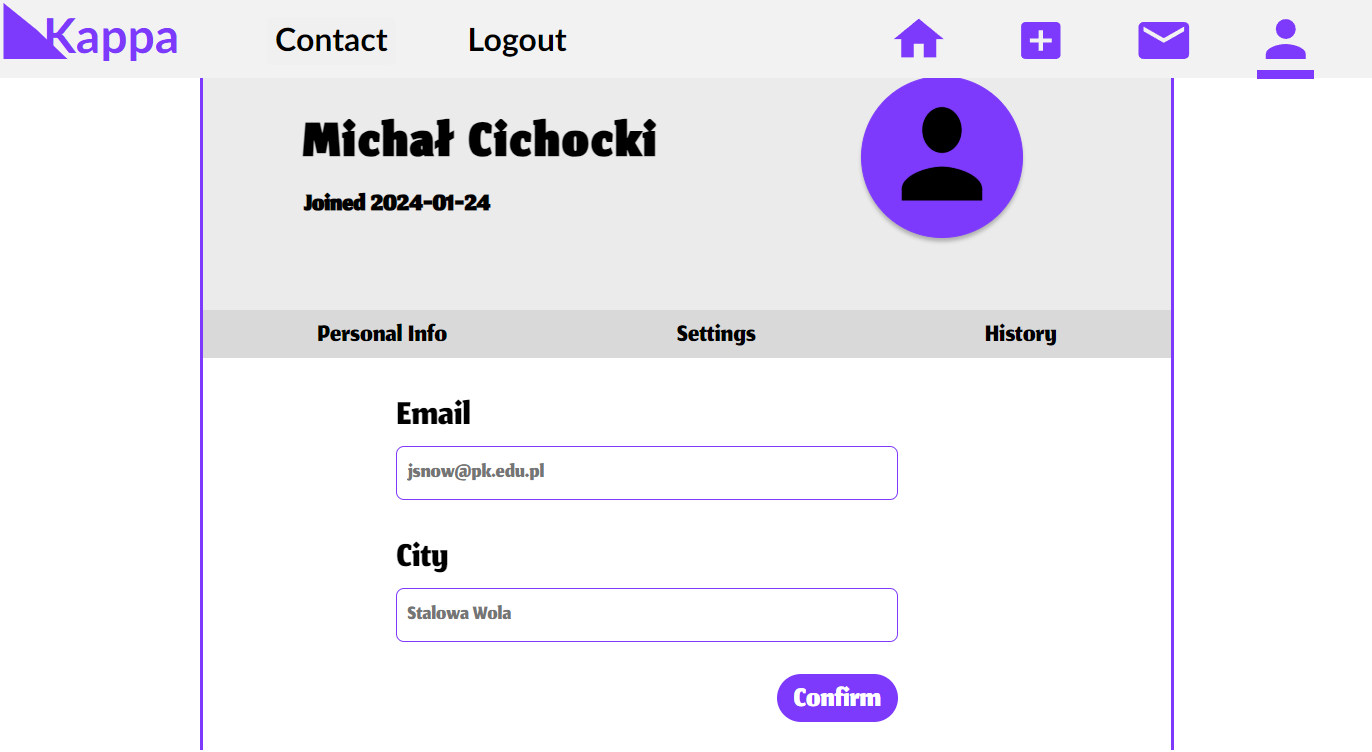 Kappa Contact Logout
Michał Cichocki
Joined 2024-01-24
Personal Info Settings History
Email
jsnow@pk.edu.pl
City
Stalowa Wola
Confirm